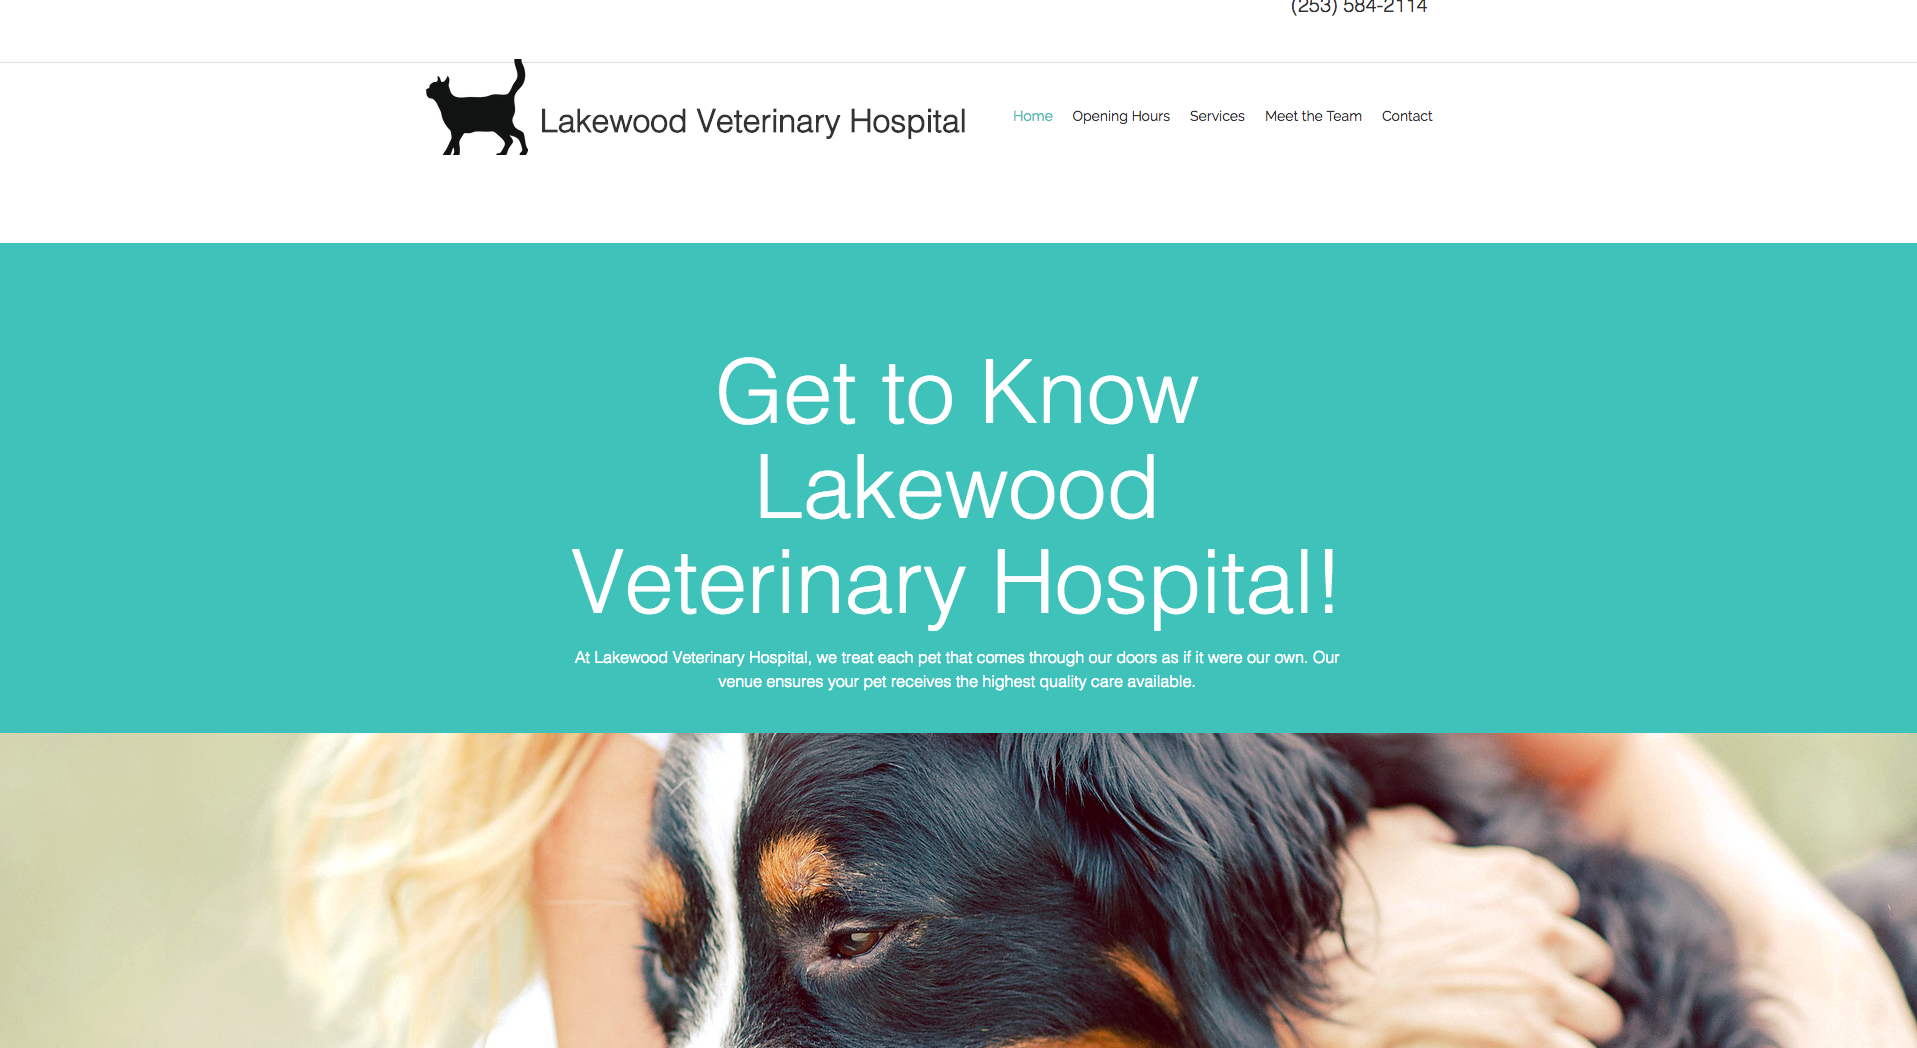 (253) 584-2114
Lakewood Veterinary Hospital
Home Opening Hours Services Meet the Team Contact
Get to Know
Lakewood
Veterinary Hospital!
At Lakewood Veterinary Hospital, we treat each pet that comes through our doors as if it were our own. Our
venue ensures your pet receives the highest quality care available.